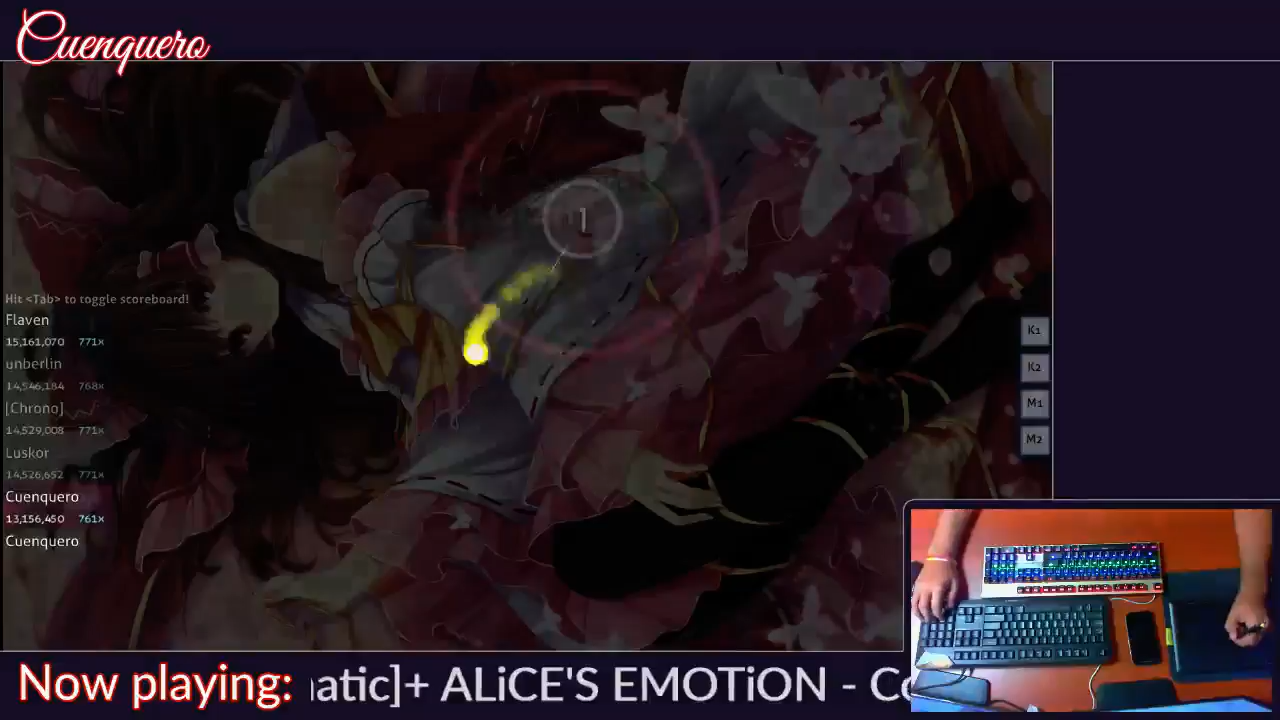 Cuenquero
1
Hit <Tab> to toggle scoreboard!
Flaven
15,161,070 771x
unberlin
14,546,184 768x
[Chrono]
14,529,008 771x
Luskor
14,526,652 771x
Cuenquero
13,156,450 761x
Cuenquero
K1
K2
M1
M2
Now playing: atic]+ ALiCE'S EMOTiON - Co